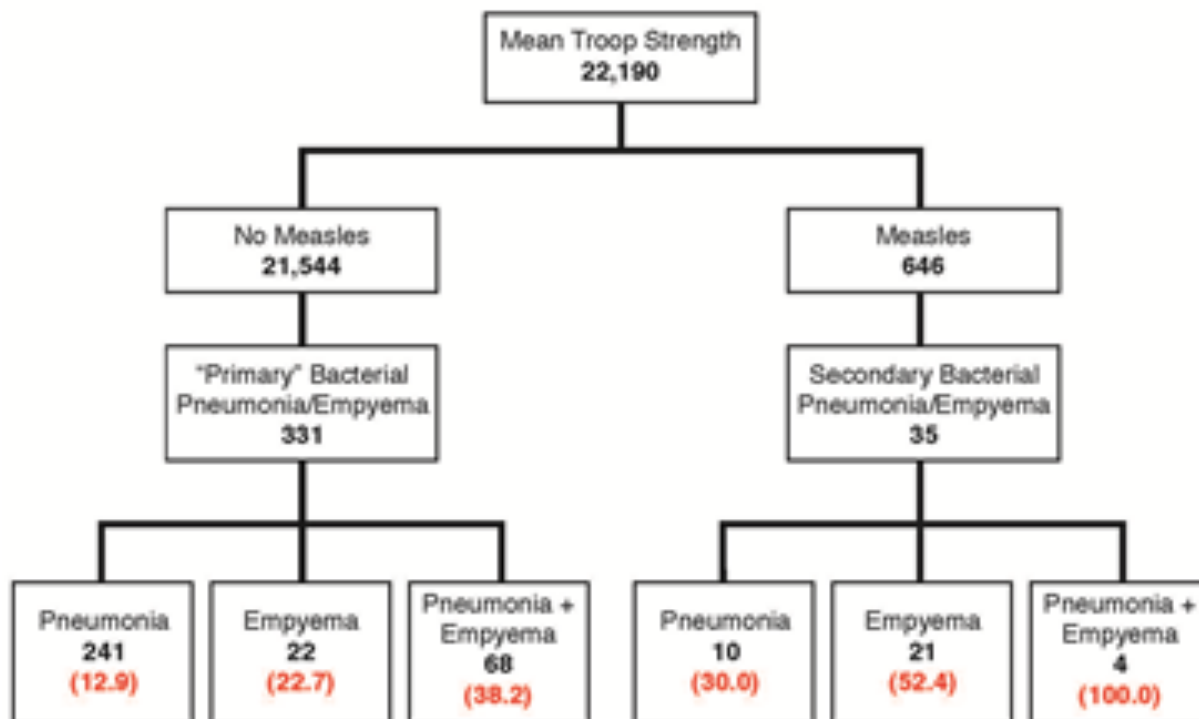 Mean Troop Strength
22,190
No Measles
21,544
Measles
646
"Primary" Bacterial
Pneumonia/Empyema
331
Secondary Bacterial
Pneumonia/Empyema
35
Pneumonia
241
(12.9)
Empyema
22
(22.7)
Pneumonia +
Empyema
68
(38.2)
Pneumonia
10
(30.0)
Empyema
21
(52.4)
Pneumonia +
Empyema
4
(100.0)